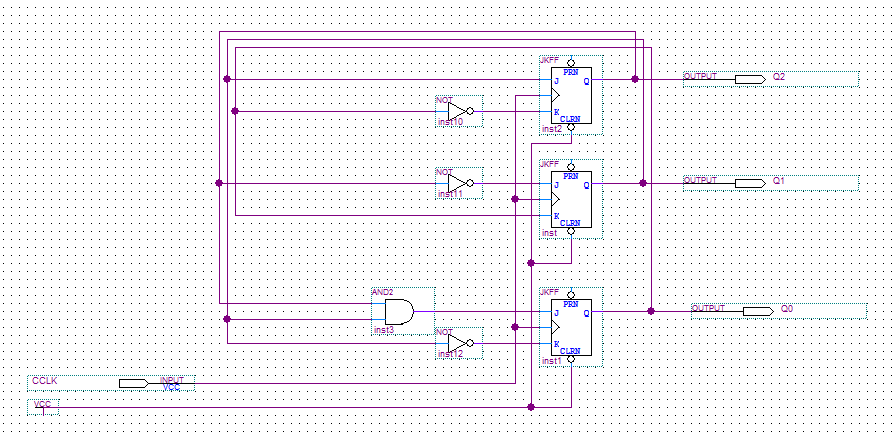 JKFF
PRN
J Q
OUTPUT Q2
NOT
K
inst10
CLRN
inst2
JKFF
NOT
PRN
J Q
OUTPUT Q1
inst11
K
CLRN
inst
AND2
JKFF
PRN
J Q
OUTPUT Q0
inst3
NOT
K
inst12
CLRN
inst1
CCLK INPUT
VCC
VCC